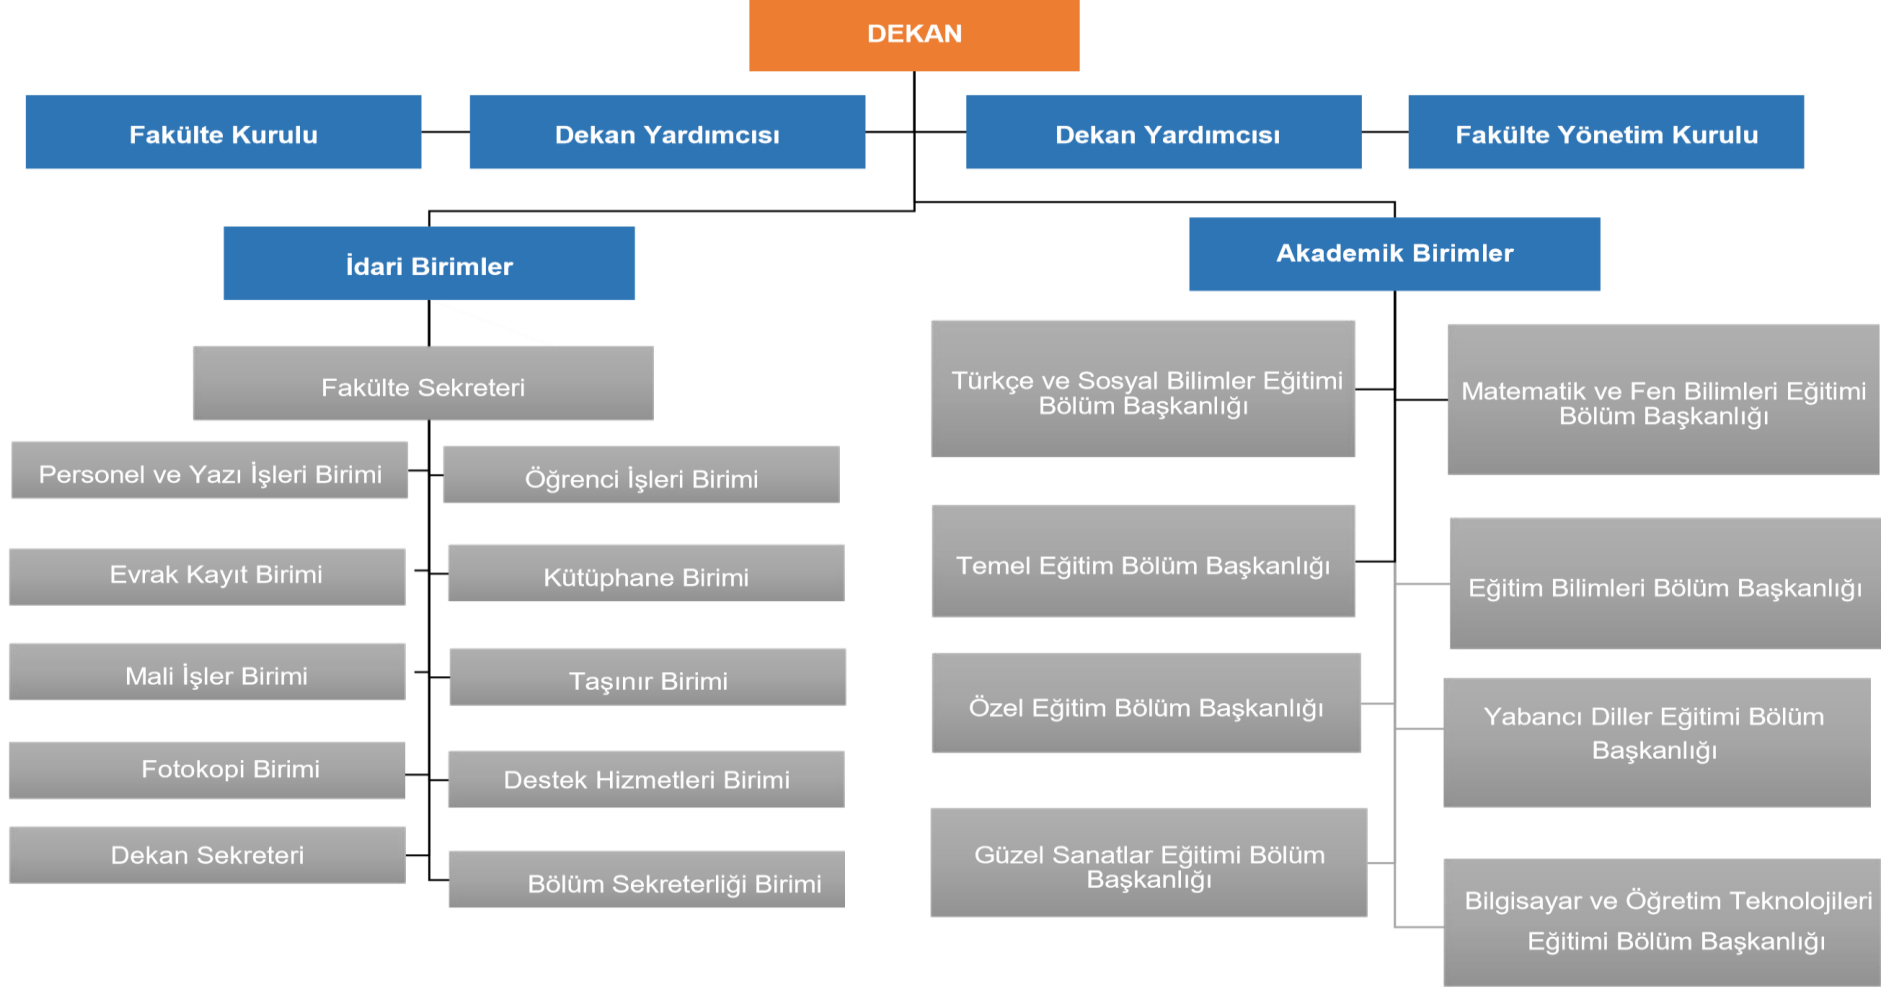 DEKAN
Fakülte Kurulu
Dekan Yardımcısı
Dekan Yardımcısı
Fakülte Yönetim Kurulu
İdari Birimler
Akademik Birimler
Fakülte Sekreteri
Personel ve Yazı İşleri Birimi
Öğrenci İşleri Birimi
Evrak Kayıt Birimi
Kütüphane Birimi
Mali İşler Birimi
Taşınır Birimi
Fotokopi Birimi
Destek Hizmetleri Birimi
Dekan Sekreteri
Bölüm Sekreterliği Birimi
Türkçe ve Sosyal Bilimler Eğitimi
Bölüm Başkanlığı
Matematik ve Fen Bilimleri Eğitimi
Bölüm Başkanlığı
Temel Eğitim Bölüm Başkanlığı
Eğitim Bilimleri Bölüm Başkanlığı
Özel Eğitim Bölüm Başkanlığı
Yabancı Diller Eğitimi Bölüm
Başkanlığı
Güzel Sanatlar Eğitimi Bölüm
Başkanlığı
Bilgisayar ve Öğretim Teknolojileri
Eğitimi Bölüm Başkanlığı